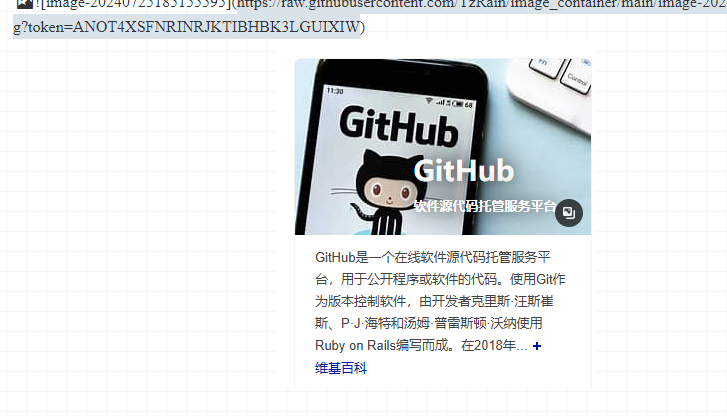 ![image-20240725185155595](https://raw.githubusercontent.com/TzRain/image_container/main/image-202
g?token=ANOT4XSFNRINRJKTIBHBK3LGUIXIW)
11:30
68
GitHub
Fn
Control
GitHub
软件源代码托管服务平台
GitHub是一个在线软件源代码托管服务平
台，用于公开程序或软件的代码。使用Git作
为版本控制软件，由开发者克里斯·汪斯崔
斯、P·J·海特和汤姆·普雷斯顿·沃纳使用
Ruby on Rails编写而成。在2018年... +
维基百科